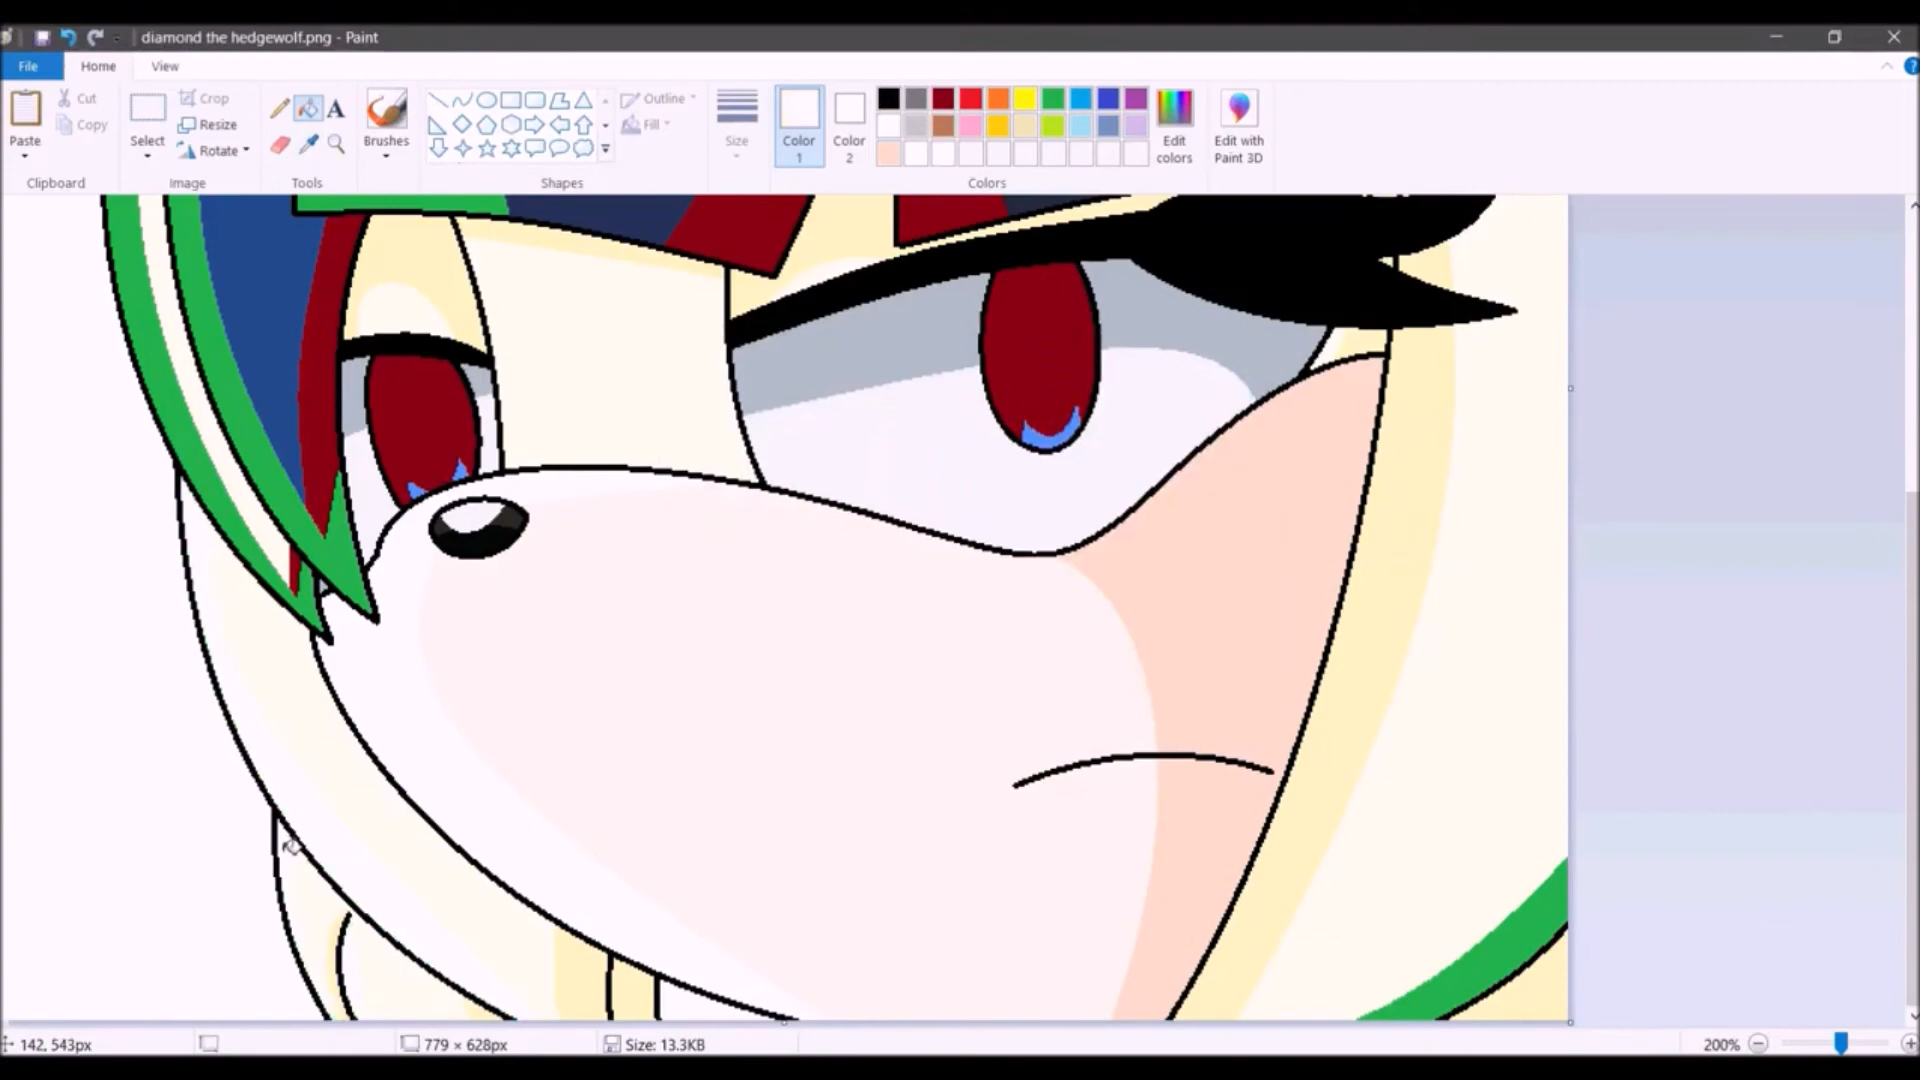 diamond the hedgewolf.png - Paint
File Home View
Paste
Cut
Copy
Clipboard
Select
Crop
Resize
Rotate
Image
A
Tools
Brushes
Outline
Fill
Shapes
Size
Color 1
Color 2
Edit colors
Edit with Paint 3D
Colors
142, 543px
779 × 628px
Size: 13.3KB
200%